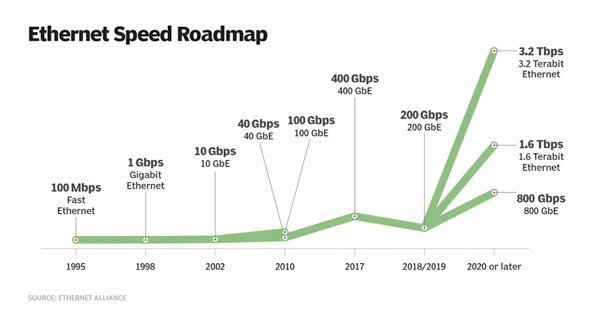 Ethernet Speed Roadmap
100 Mbps
Fast
Ethernet
1 Gbps
Gigabit
Ethernet
10 Gbps
10 GbE
40 Gbps
40 GbE
100 Gbps
100 GbE
400 Gbps
400 GbE
200 Gbps
200 GbE
3.2 Tbps
3.2 Terabit
Ethernet
1.6 Tbps
1.6 Terabit
Ethernet
800 Gbps
800 GbE
1995
1998
2002
2010
2017
2018/2019
2020 or later
SOURCE: ETHERNET ALLIANCE